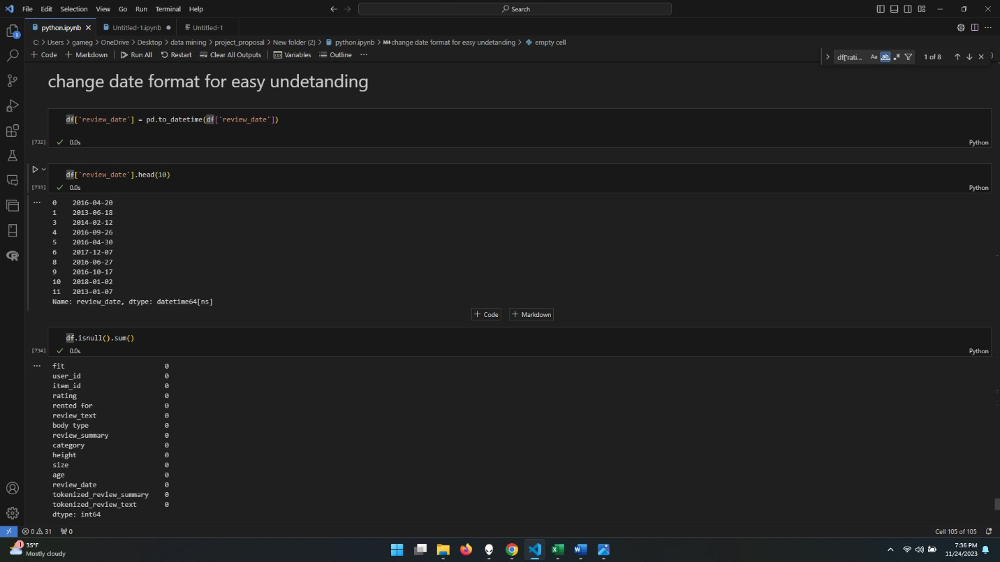 File Edit Selection View Go Run Terminal Help
Search
python.ipynb Untitled-1.ipynb Untitled-1
C: > Users > gameg > OneDrive > Desktop > data mining > project_proposal > New folder (2) > python.ipynb > M↓change date format for easy undetanding > empty cell
+ Code + Markdown Run All Restart Clear All Outputs Variables Outline ...
df['rati... Aa ab 1 of 8
change date format for easy undetanding
df['review_date'] = pd.to_datetime(df['review_date'])
[732] 0.0s Python
df['review_date'].head(10)
[733] 0.0s Python
... 0 2016-04-20
1 2013-06-18
3 2014-02-12
4 2016-09-26
5 2016-04-30
6 2017-12-07
8 2016-06-27
9 2016-10-17
10 2018-01-02
11 2013-01-07
Name: review_date, dtype: datetime64[ns]
+ Code + Markdown
df.isnull().sum()
[734] 0.0s Python
... fit 0
user_id 0
item_id 0
rating 0
rented for 0
review_text 0
body type 0
review_summary 0
category 0
height 0
size 0
age 0
review_date 0
tokenized_review_summary 0
tokenized_review_text 0
dtype: int64
0 31 0 Cell 105 of 105
1 35°F
Mostly cloudy
7:36 PM
11/24/2023